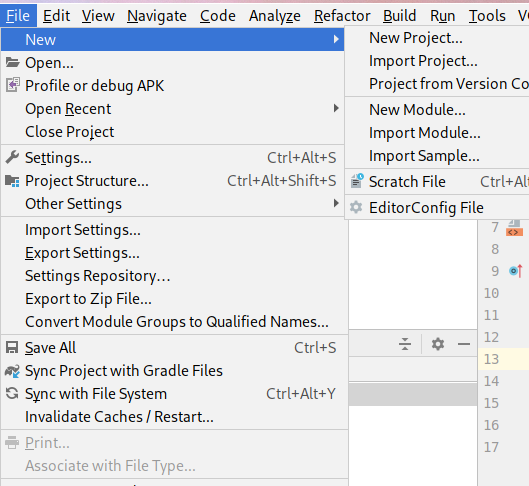 File Edit View Navigate Code Analyze Refactor Build Run Tools
New
Open...
Profile or debug APK
Open Recent
Close Project
Settings... Ctrl+Alt+S
Project Structure... Ctrl+Alt+Shift+S
Other Settings
Import Settings...
Export Settings...
Settings Repository...
Export to Zip File...
Convert Module Groups to Qualified Names...
Save All Ctrl+S
Sync Project with Gradle Files
Sync with File System Ctrl+Alt+Y
Invalidate Caches / Restart...
Print...
Associate with File Type...
New Project...
Import Project...
Project from Version Co
New Module...
Import Module...
Import Sample...
Scratch File Ctrl+Alt
EditorConfig File
7
8
9
10
11
12
13
14
15
16
17